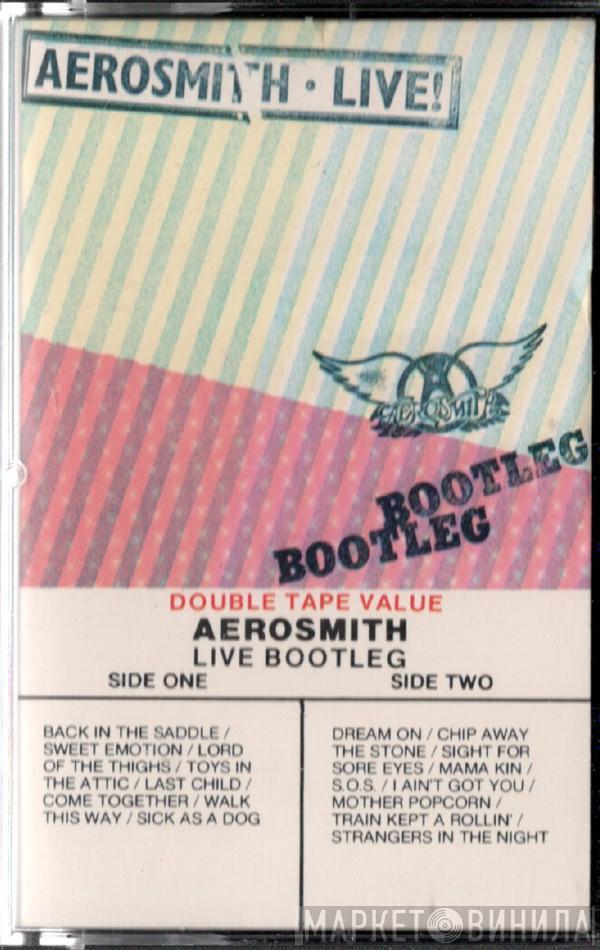 AEROSMITH · LIVE!
AEROSMITH
BOOTLEG
BOOTLEG
DOUBLE TAPE VALUE
AEROSMITH
LIVE BOOTLEG
SIDE ONE
BACK IN THE SADDLE /
SWEET EMOTION / LORD
OF THE THIGHS / TOYS IN
THE ATTIC / LAST CHILD /
COME TOGETHER / WALK
THIS WAY / SICK AS A DOG
SIDE TWO
DREAM ON / CHIP AWAY
THE STONE / SIGHT FOR
SORE EYES / MAMA KIN /
S.O.S. / I AIN'T GOT YOU /
MOTHER POPCORN /
TRAIN KEPT A ROLLIN' /
STRANGERS IN THE NIGHT
МАРКЕТ ВИНИЛА